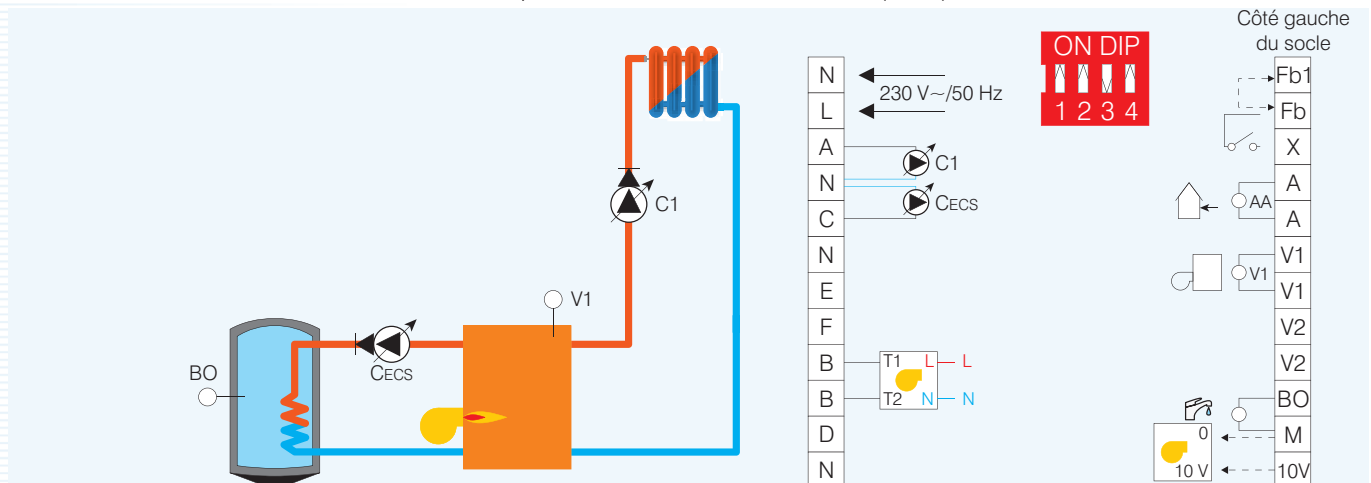 Côté gauche
du socle
ON DIP
1 2 3 4
C1
V1
CECS
BO
N
L
A
N
C
N
E
F
B
B
D
N
230 V~/50 Hz
C1
CECS
T1 L L
T2 N N
Fb1
Fb
X
A
A
V1
V1
V2
V2
BO
M
10V
AA
V1
0
10 V